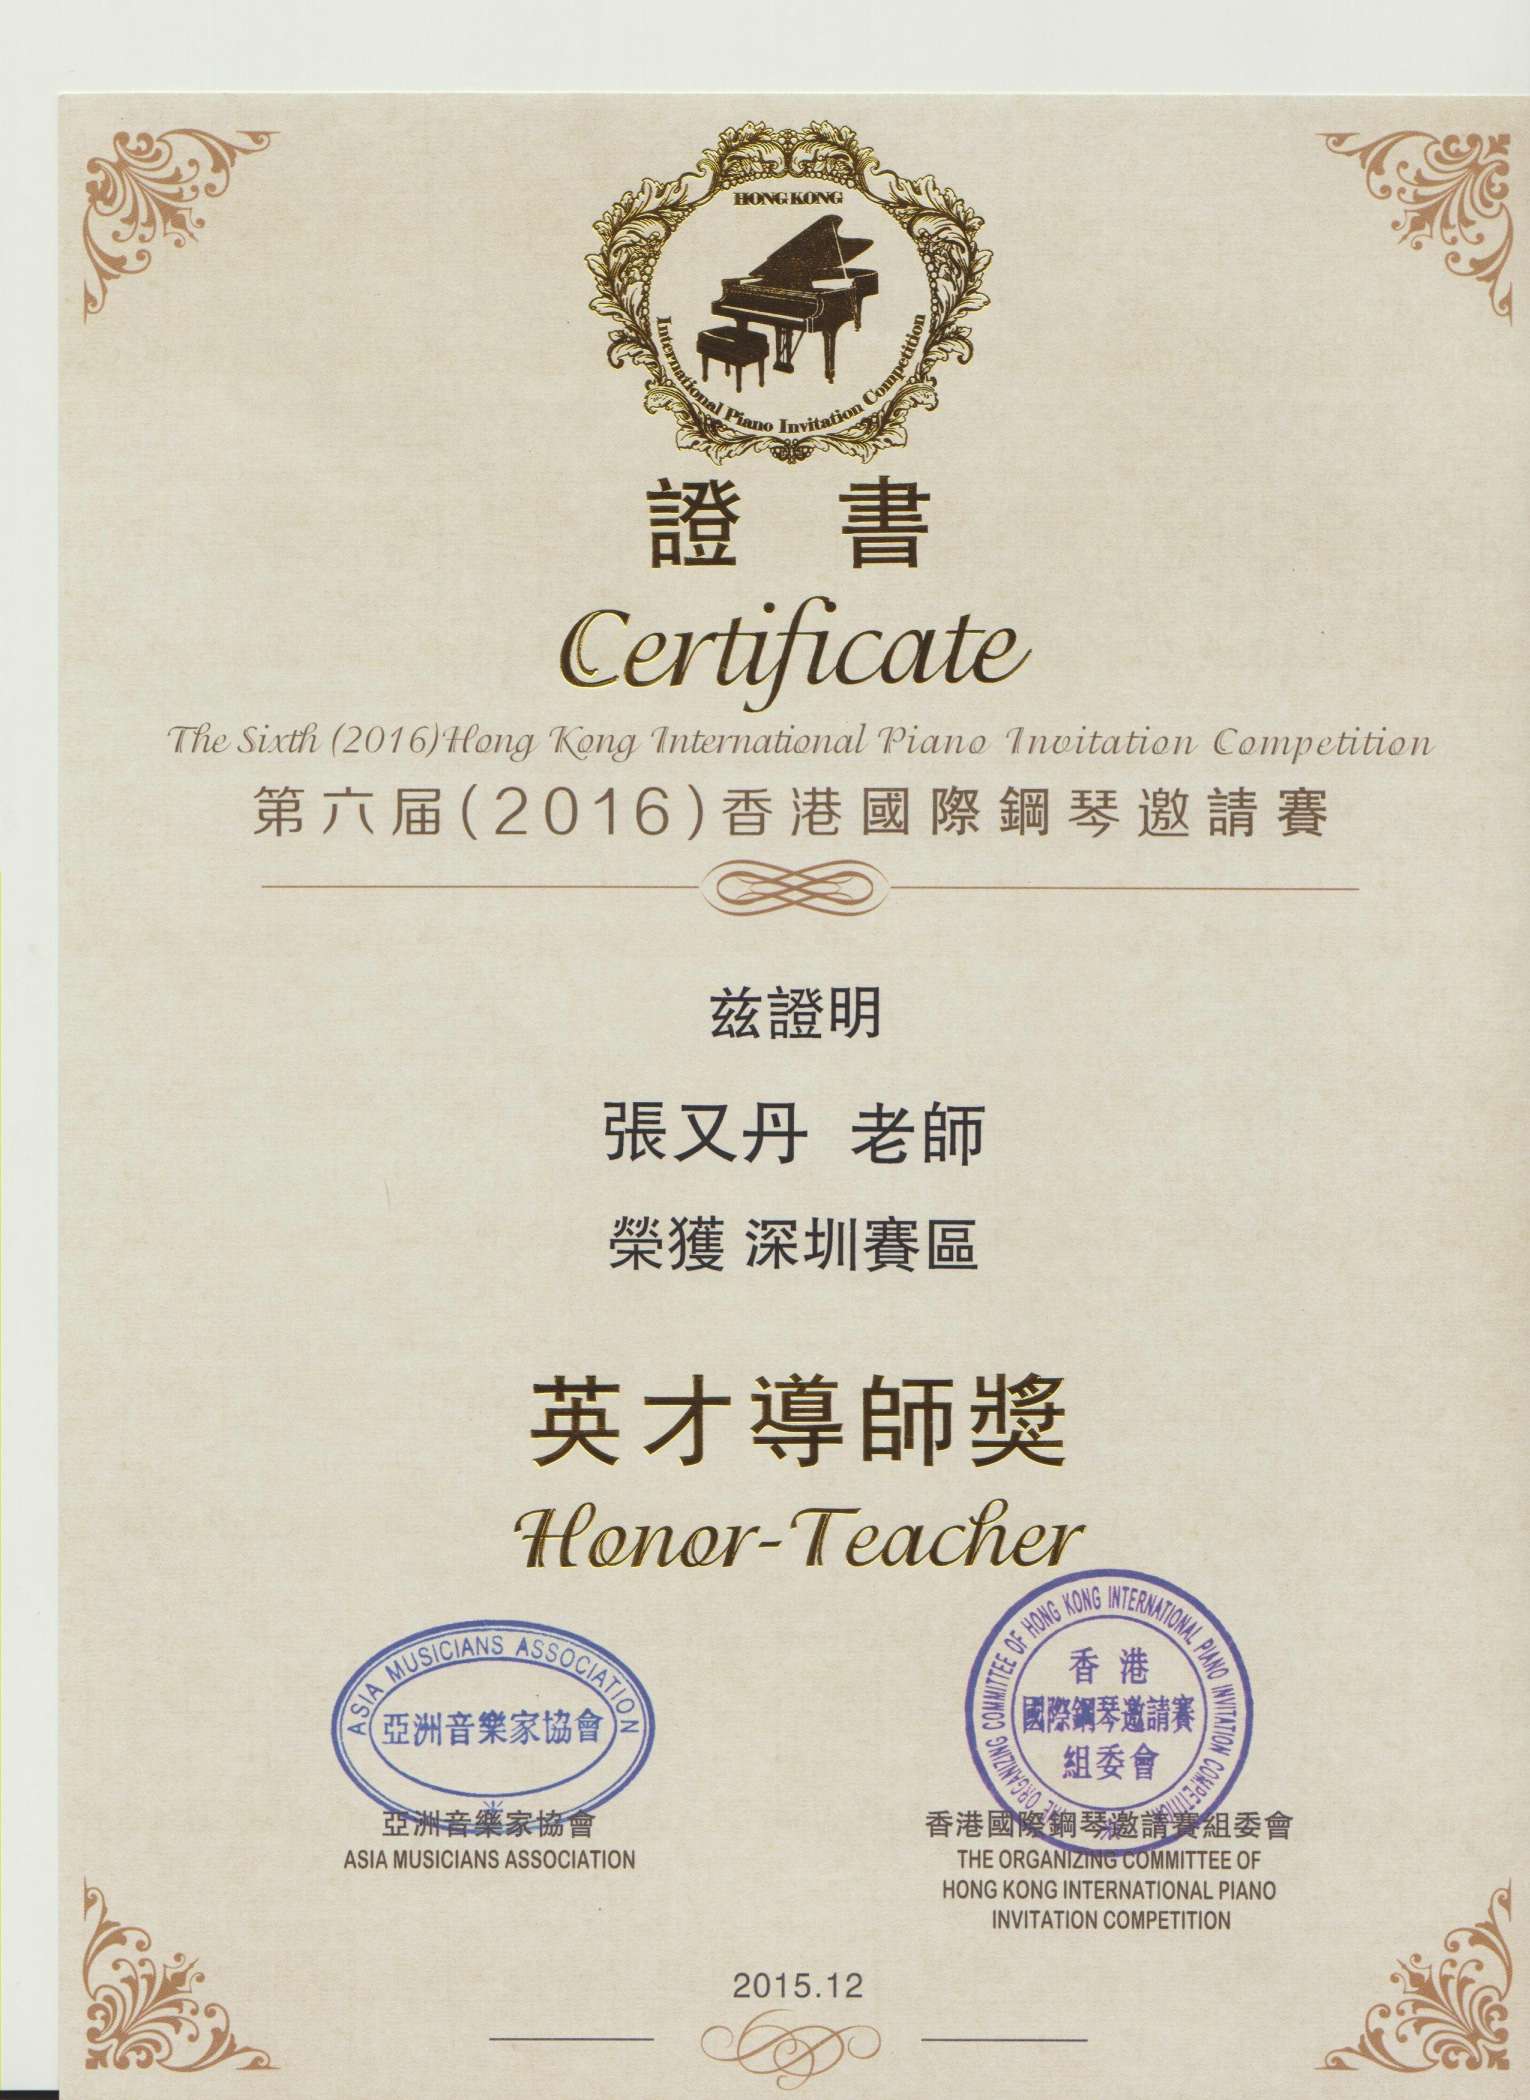 HONG KONG
International Piano Invitation Competition
證書
Certificate
The Sixth (2016)Hong Kong International Piano Invitation Competition
第六届(2016)香港國際鋼琴邀請賽
兹證明
張又丹 老師
榮獲 深圳賽區
英才導師獎
Honor-Teacher
ASIA MUSICIANS ASSOCIATION
亞洲音樂家協會
亞洲音樂家協會
ASIA MUSICIANS ASSOCIATION
THE ORGANIZING COMMITTEE OF HONG KONG INTERNATIONAL PIANO INVITATION COMPETITION
香港
國際鋼琴邀請賽
組委會
香港國際鋼琴邀請賽組委會
THE ORGANIZING COMMITTEE OF
HONG KONG INTERNATIONAL PIANO
INVITATION COMPETITION
2015.12